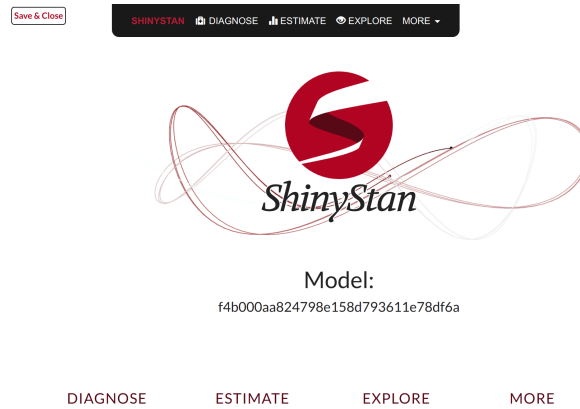 Save & Close
SHINYSTAN DIAGNOSE ESTIMATE EXPLORE MORE
ShinyStan
Model:
f4b000aa824798e158d793611e78df6a
DIAGNOSE ESTIMATE EXPLORE MORE